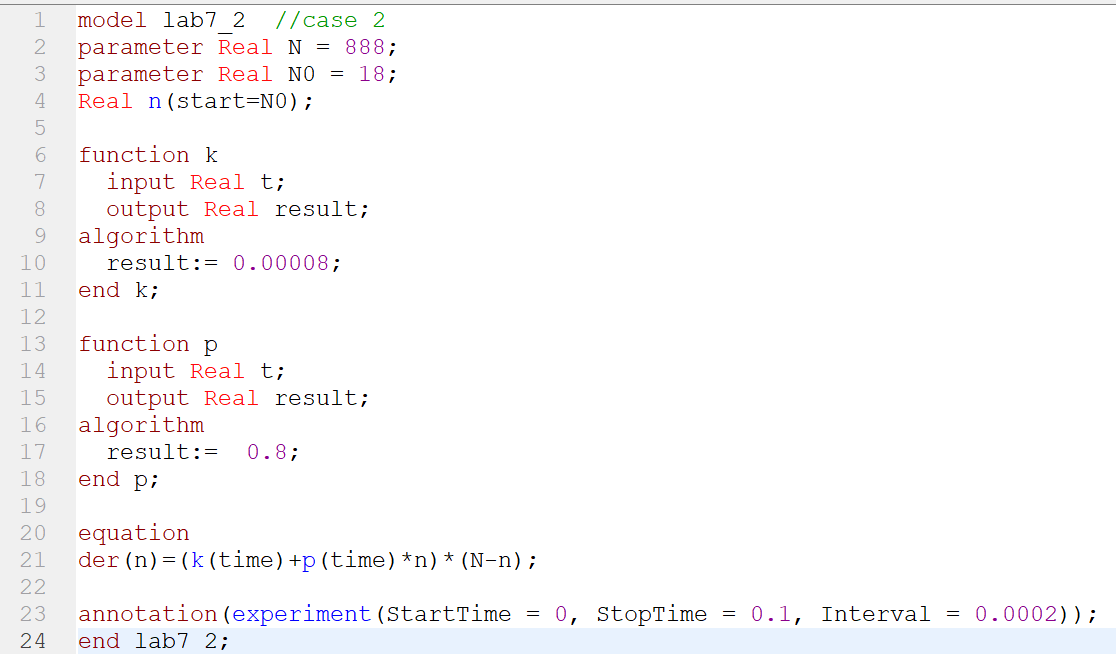 1 model lab7_2  //case 2
2 parameter Real N = 888;
3 parameter Real N0 = 18;
4 Real n(start=N0);
5
6 function k
7   input Real t;
8   output Real result;
9 algorithm
10   result:= 0.00008;
11 end k;
12
13 function p
14   input Real t;
15   output Real result;
16 algorithm
17   result:=  0.8;
18 end p;
19
20 equation
21 der(n)=(k(time)+p(time)*n)*(N-n);
22
23 annotation(experiment(StartTime = 0, StopTime = 0.1, Interval = 0.0002));
24 end lab7 2;